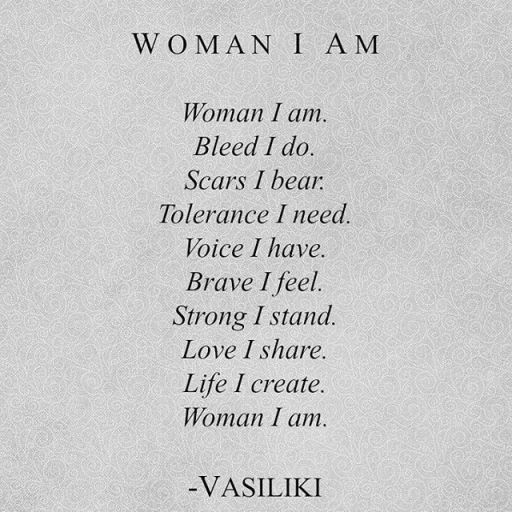 WOMAN I AM
Woman I am.
Bleed I do.
Scars I bear.
Tolerance I need.
Voice I have.
Brave I feel.
Strong I stand.
Love I share.
Life I create.
Woman I am.
-VASILIKI